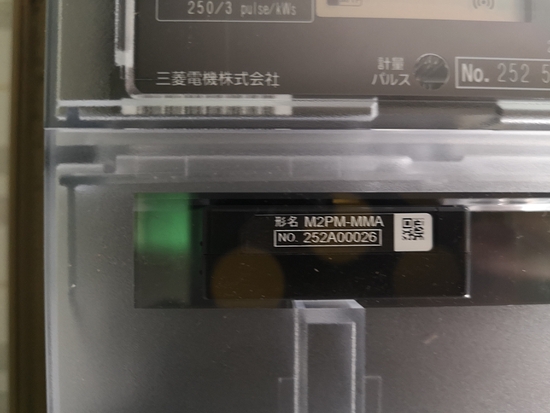 250/3 pulse/kWs
三菱電機株式会社
計量
パルス
No. 252 5
形名 M2PM-MMA
NO. 252A00026